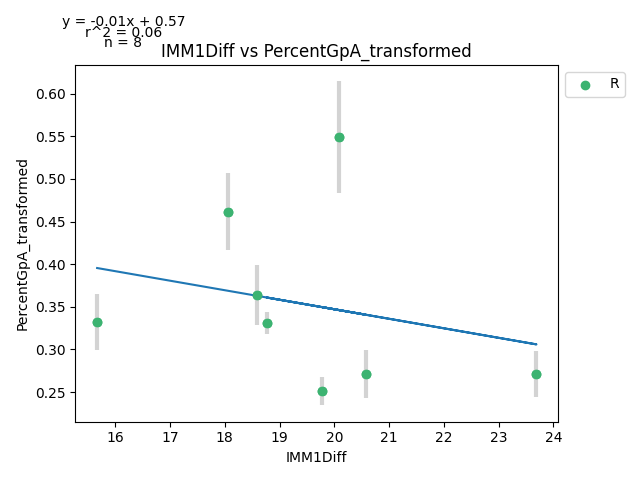 y = -0.01x + 0.57
r^2 = 0.06
n = 8
IMM1Diff vs PercentGpA_transformed
R
PercentGpA_transformed
0.60
0.55
0.50
0.45
0.40
0.35
0.30
0.25
16 17 18 19 20 21 22 23 24
IMM1Diff